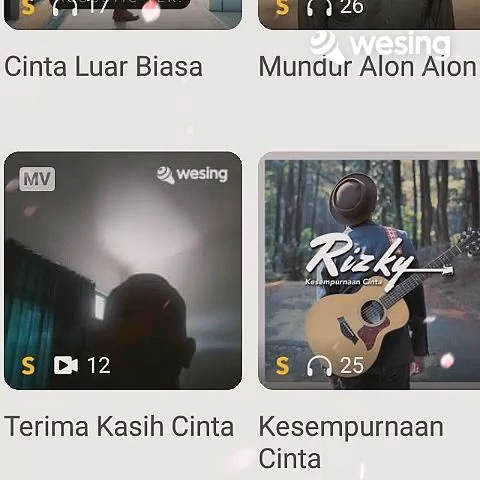 S 17
S 26
wesing
Cinta Luar Biasa
Mundur Alon Alon
MV
wesing
Rizky
Kesempurnaan Cinta
S 12
S 25
Terima Kasih Cinta
Kesempurnaan
Cinta